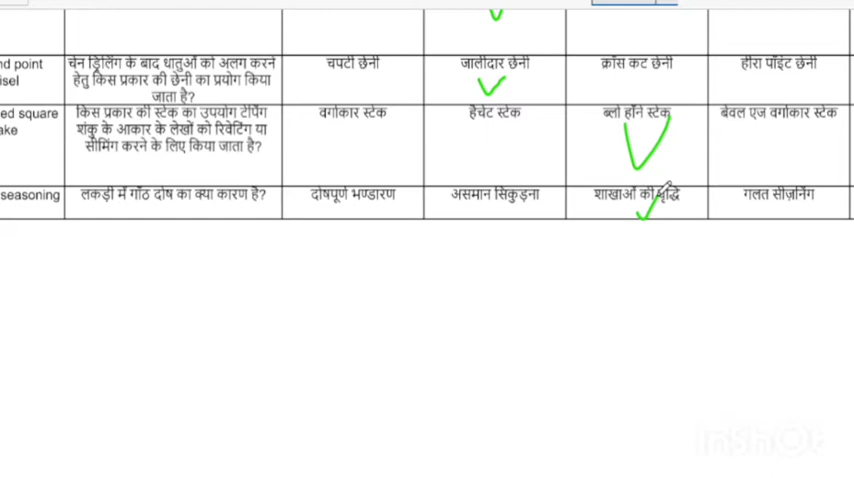 nd point
isel
चेन ड्रिलिंग के बाद धातुओं को अलग करने
हेतु किस प्रकार की छेनी का प्रयोग किया
जाता है?
चपटी छेनी
जालीदार छेनी
क्रॉस कट छेनी
हीरा पॉइंट छेनी
ed square
ake
किस प्रकार की स्टेक का उपयोग टेपिंग
शंकु के आकार के लेखों को रिवेटिंग या
सीमिंग करने के लिए किया जाता है?
वर्गाकार स्टेक
हैचेट स्टेक
ब्लो हॉर्न स्टेक
बेवल एज वर्गाकार स्टेक
seasoning
लकड़ी में गाँठ दोष का क्या कारण है?
दोषपूर्ण भण्डारण
असमान सिकुड़ना
शाखाओं की वृद्धि
गलत सीज़निंग
InShOt